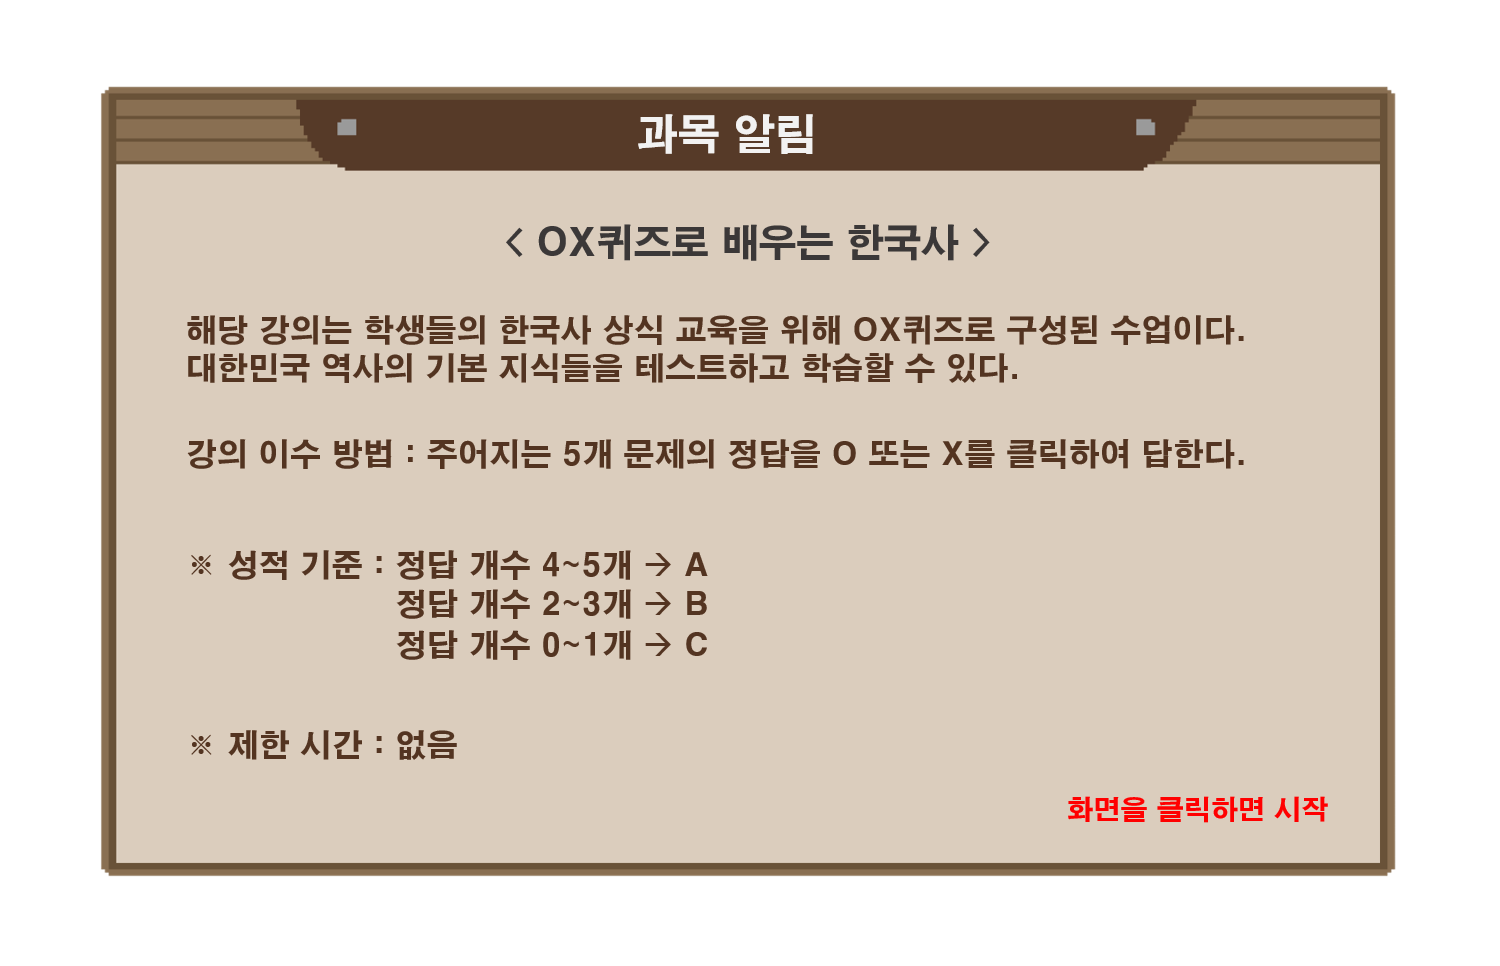 과목 알림
< OX퀴즈로 배우는 한국사 >
해당 강의는 학생들의 한국사 상식 교육을 위해 OX퀴즈로 구성된 수업이다.
대한민국 역사의 기본 지식들을 테스트하고 학습할 수 있다.
강의 이수 방법 : 주어지는 5개 문제의 정답을 O 또는 X를 클릭하여 답한다.
※ 성적 기준 : 정답 개수 4~5개 → A
정답 개수 2~3개 → B
정답 개수 0~1개 → C
※ 제한 시간 : 없음
화면을 클릭하면 시작